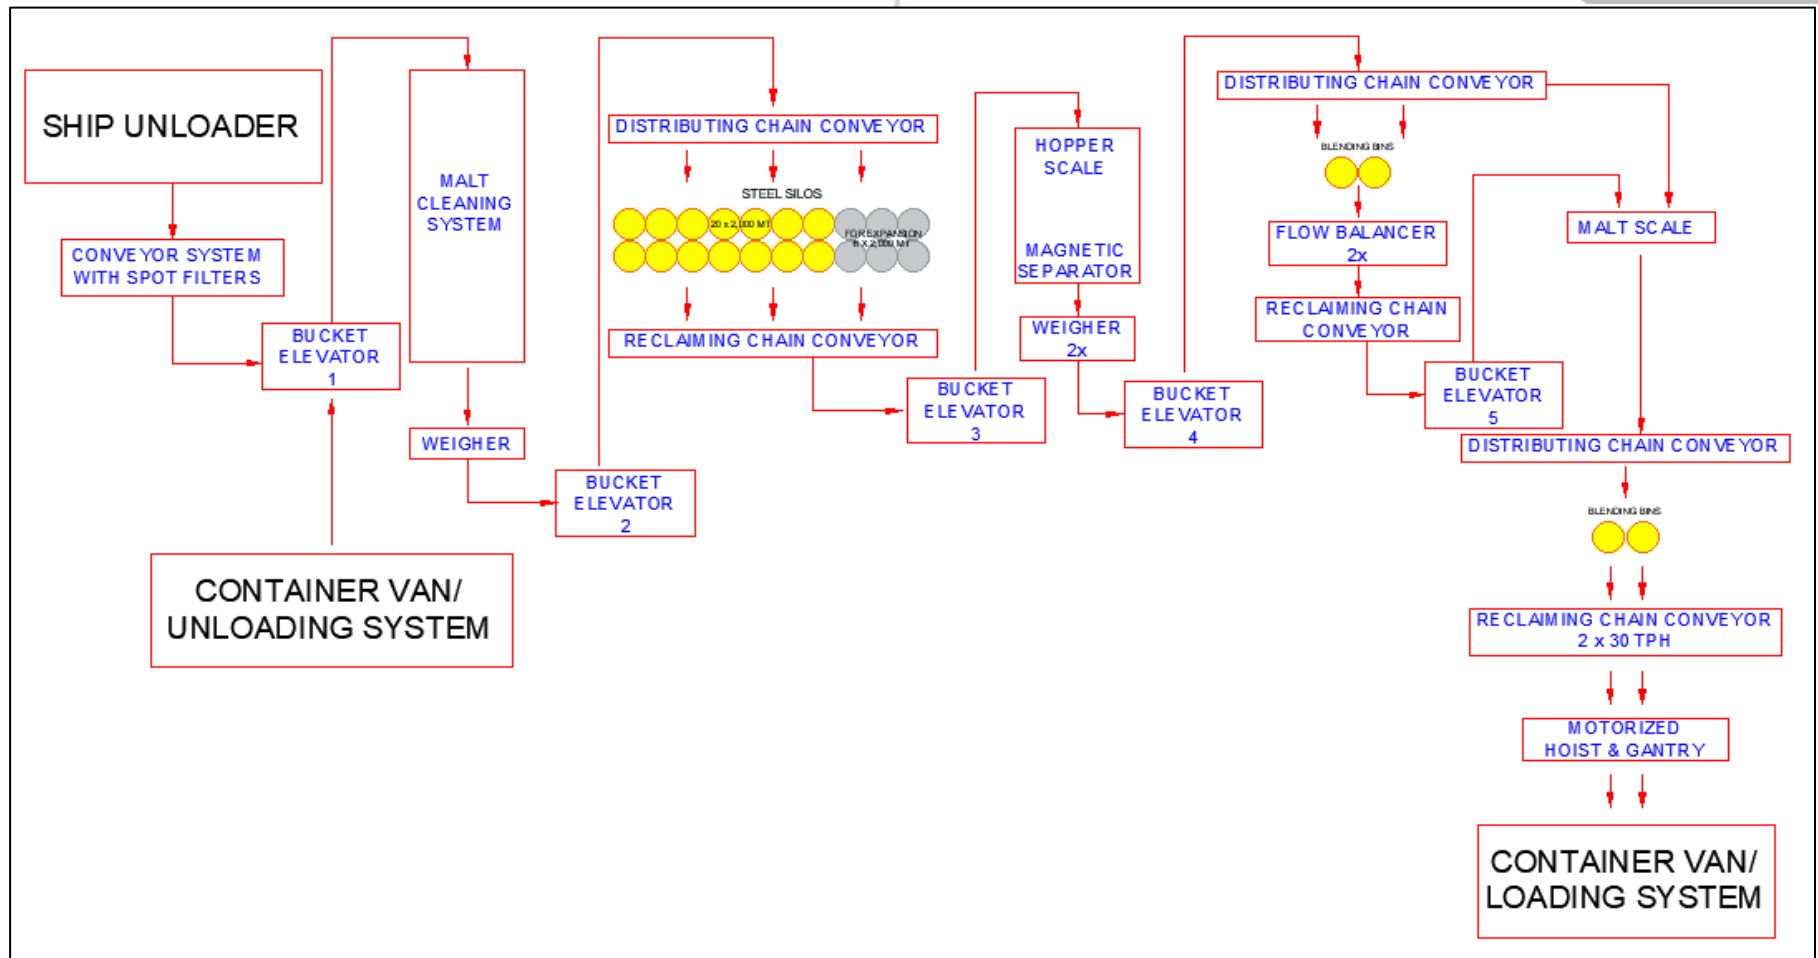 SHIP UNLOADER
CONVEYOR SYSTEM
WITH SPOT FILTERS
BUCKET
ELEVATOR
1
CONTAINER VAN/
UNLOADING SYSTEM
MALT
CLEANING
SYSTEM
WEIGHER
BUCKET
ELEVATOR
2
DISTRIBUTING CHAIN CONVEYOR
STEEL SILOS
20 x 2,000 MT
FOR EXPANSION
6 X 2,000 MT
RECLAIMING CHAIN CONVEYOR
BUCKET
ELEVATOR
3
HOPPER
SCALE
MAGNETIC
SEPARATOR
WEIGHER
2x
BUCKET
ELEVATOR
4
DISTRIBUTING CHAIN CONVEYOR
BLENDING BINS
FLOW BALANCER
2x
RECLAIMING CHAIN
CONVEYOR
BUCKET
ELEVATOR
5
MALT SCALE
DISTRIBUTING CHAIN CONVEYOR
BLENDING BINS
RECLAIMING CHAIN CONVEYOR
2 x 30 TPH
MOTORIZED
HOIST & GANTRY
CONTAINER VAN/
LOADING SYSTEM